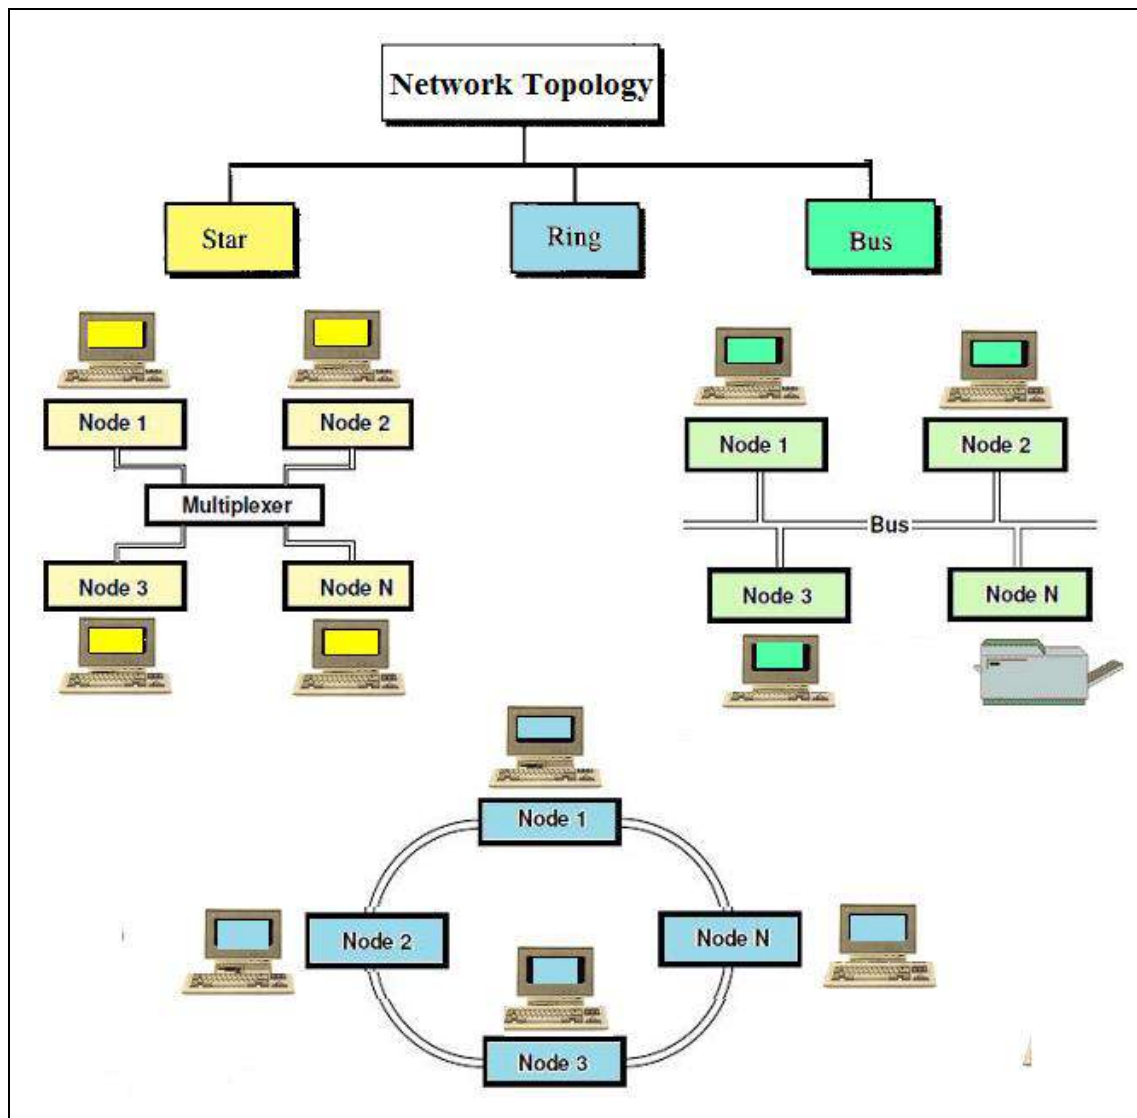 Network Topology
Star
Ring
Bus
Node 1
Node 2
Multiplexer
Node 3
Node N
Node 1
Node 2
Bus
Node 3
Node N
Node 1
Node 2
Node N
Node 3